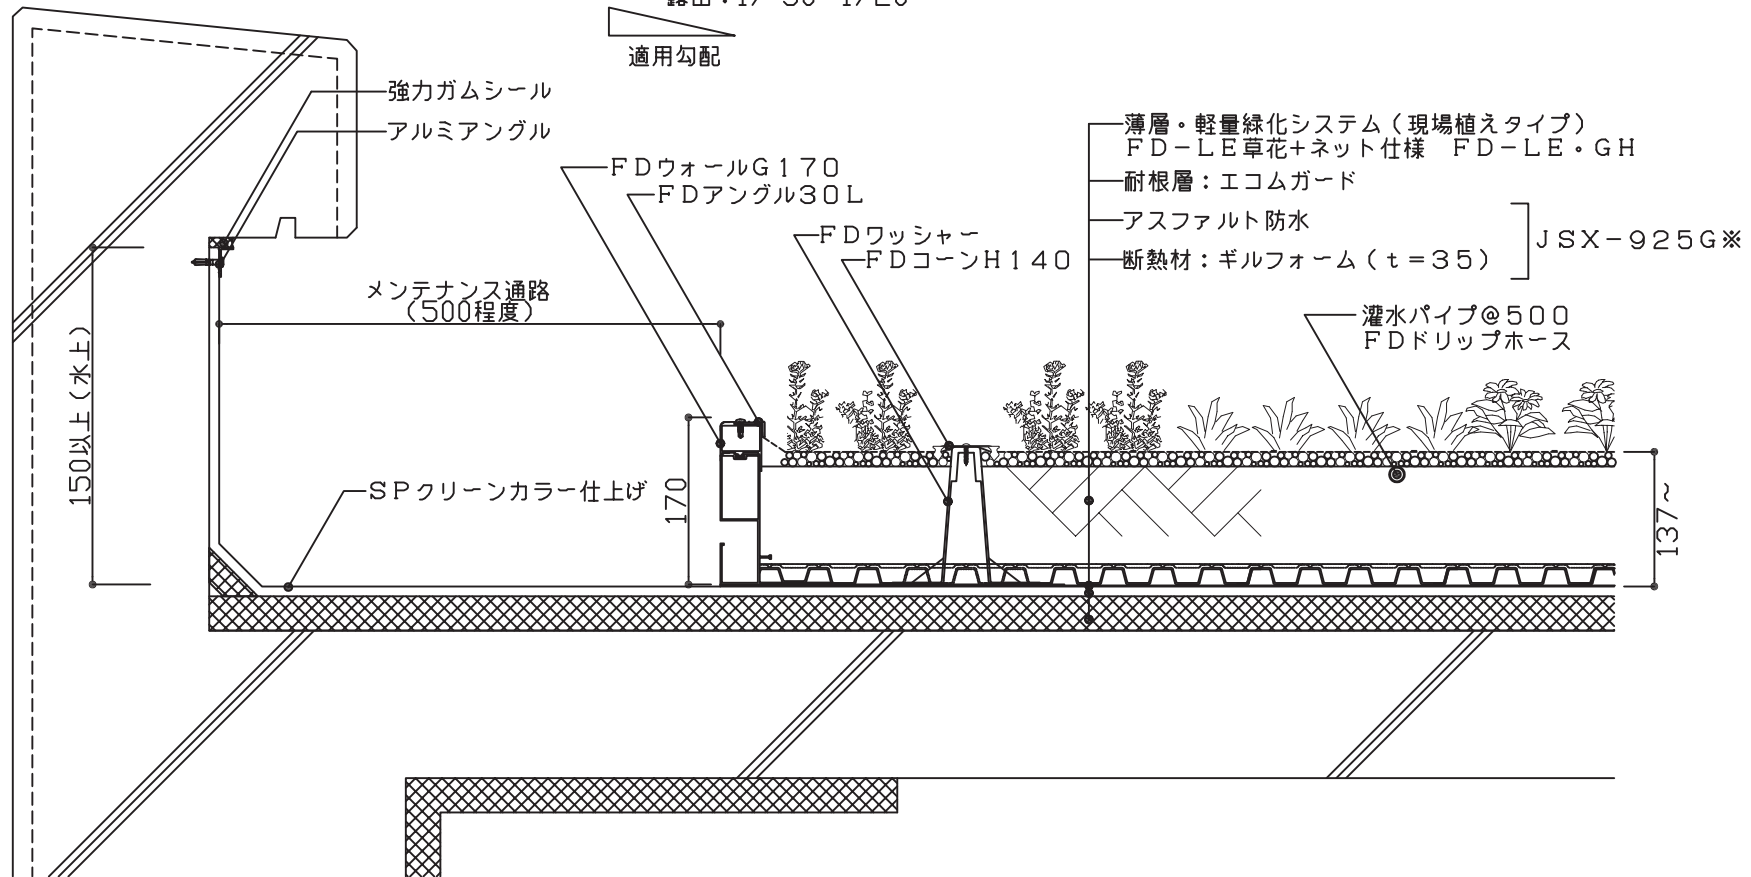 露出：1/50~1/20
適用勾配
強力ガムシール
アルミアングル
FDウォールG170
FDアングル30L
FDワッシャー
FDコーンH140
薄層・軽量緑化システム（現場植えタイプ）
FD-LE草花+ネット仕様 FD-LE・GH
耐根層：エコムガード
アスファルト防水
断熱材：ギルフォーム（t=35）
JSX-925G※
メンテナンス通路
（500程度）
灌水パイプ@500
FDドリップホース
150以上（水上）
SPクリーンカラー仕上げ
170
137~